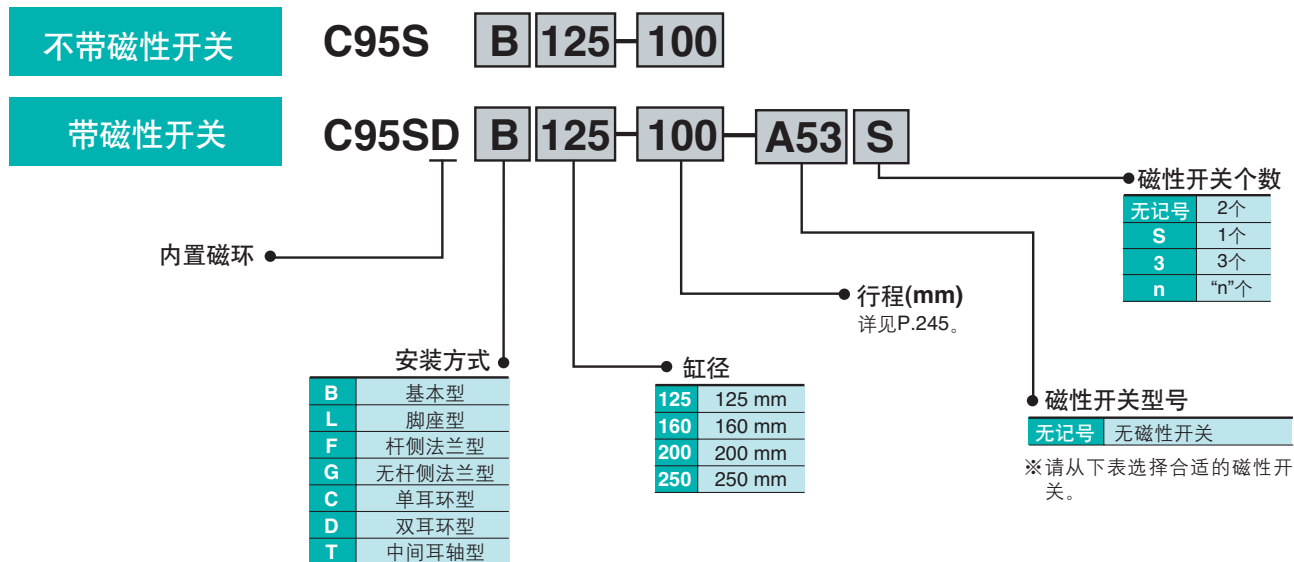 不带磁性开关 C95S B 125-100
带磁性开关 C95SD B 125-100-A53 S
磁性开关个数
无记号 2个
S 1个
3 3个
n “n”个
内置磁环
行程(mm)
详见P.245。
安装方式
B 基本型
L 脚座型
F 杆侧法兰型
G 无杆侧法兰型
C 单耳环型
D 双耳环型
T 中间耳轴型
缸径
125 125 mm
160 160 mm
200 200 mm
250 250 mm
磁性开关型号
无记号 无磁性开关
※请从下表选择合适的磁性开
关。